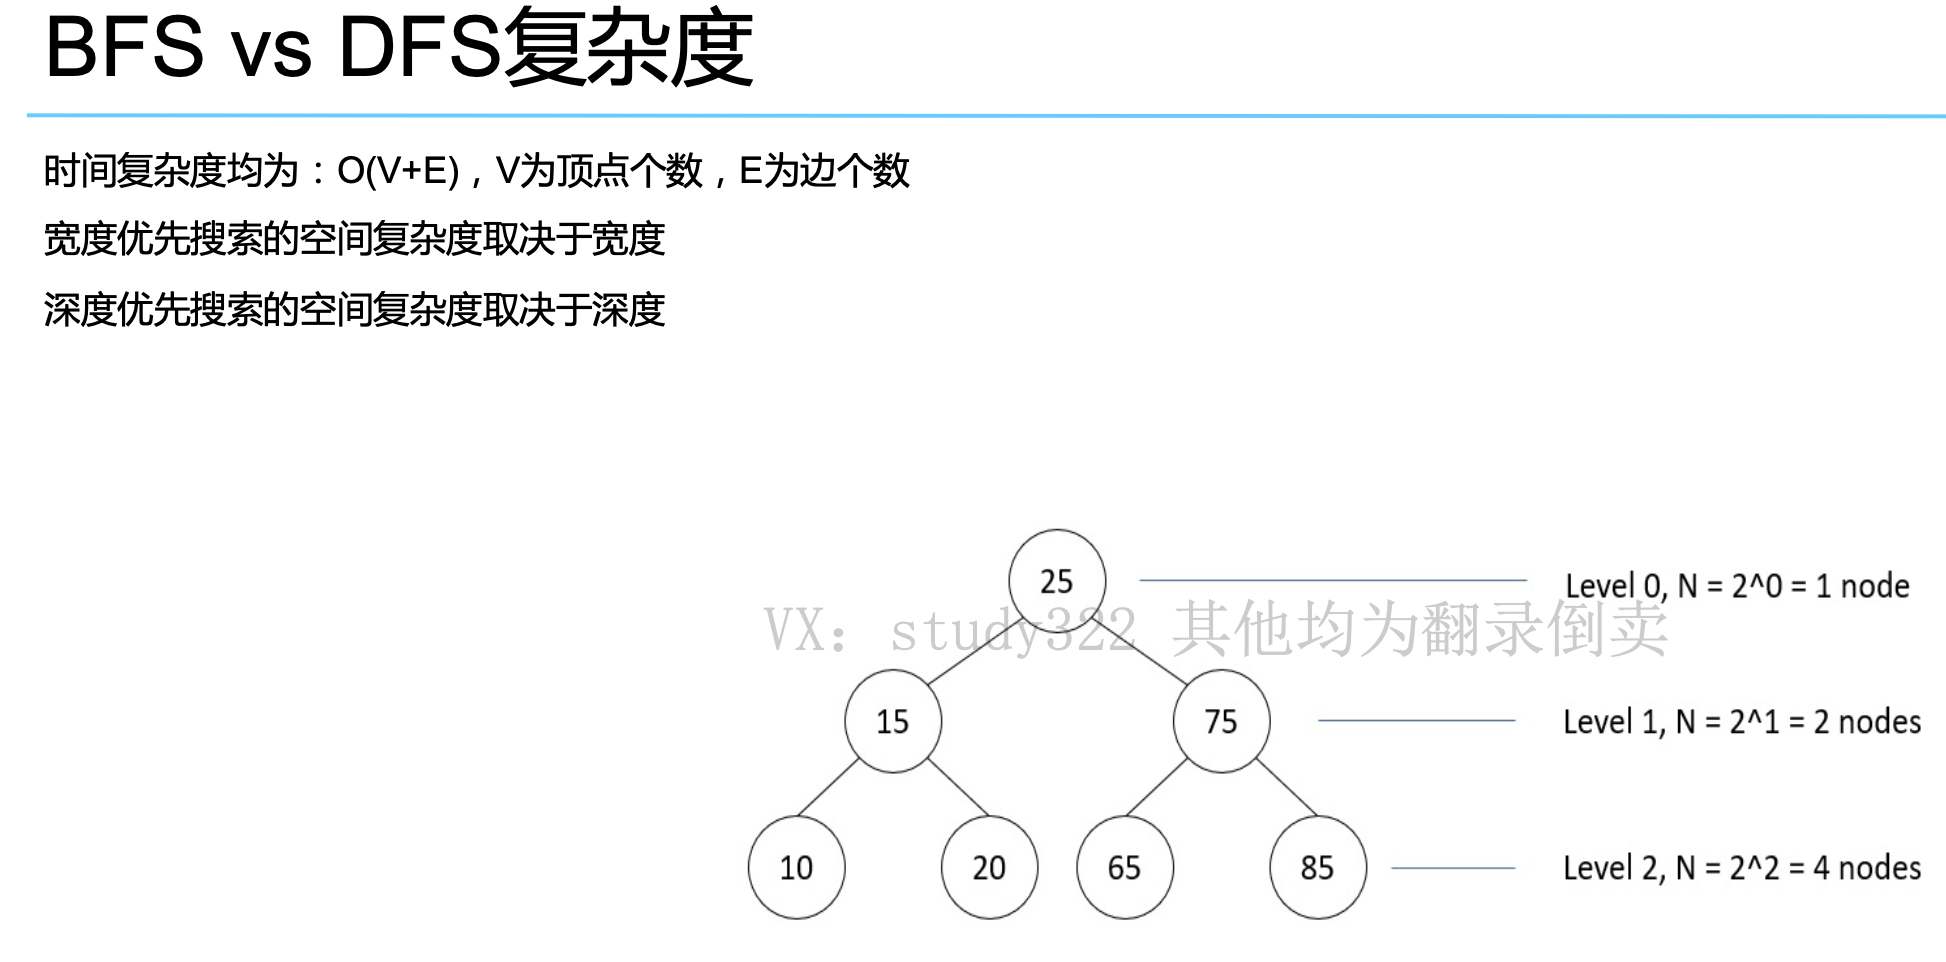 BFS vs DFS复杂度
时间复杂度均为：O(V+E)，V为顶点个数，E为边个数
宽度优先搜索的空间复杂度取决于宽度
深度优先搜索的空间复杂度取决于深度
25
Level 0, N = 2^0 = 1 node
VX：study322 其他均为翻录倒卖
15
75
Level 1, N = 2^1 = 2 nodes
10
20
65
85
Level 2, N = 2^2 = 4 nodes